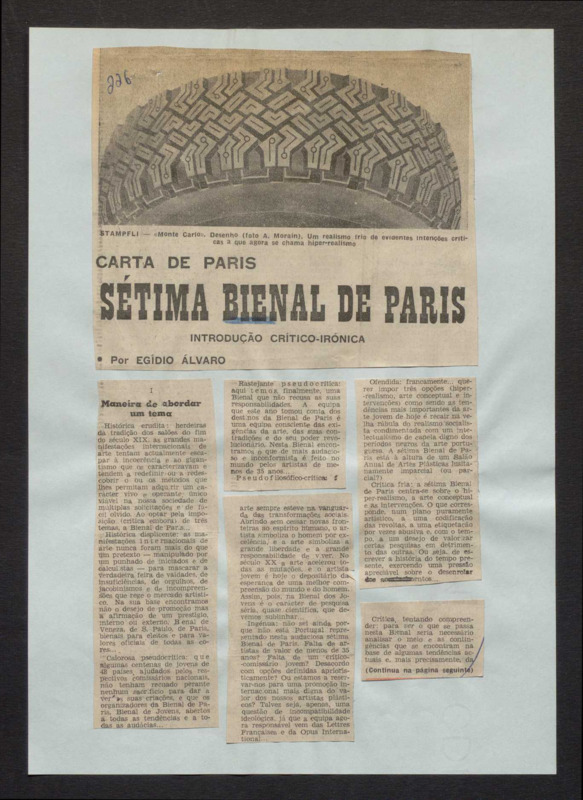 226
STAMPFLI — «Monte Carlo». Desenho (foto A. Morain). Um realismo frio de evidentes intenções críti-
cas a que agora se chama hiper-realismo
CARTA DE PARIS
SÉTIMA BIENAL DE PARIS
INTRODUÇÃO CRÍTICO-IRÓNICA
• Por EGÍDIO ÁLVARO
I
Maneira de abordar
um tema
Histórica erudita: herdeiras
da tradição dos salões do fim
do século XIX, as grandes ma-
nifestações internacionais de
arte tentam actualmente esca-
par à incoerência e ao gigan-
tismo que os caracterizavam e
tendem a redefinir ou a redes-
cobrir o ou os métodos que
lhes permitam adquirir um ca-
rácter vivo e operante: único
viável na nossa sociedade de
múltiplas solicitações e de fá-
cil olvido. Ao optar pela impo-
sição (crítica embora) de três
temas, a Bienal de Paris...
Histórica displicente: as ma-
nifestações internacionais de
arte nunca foram mais do que
um pretexto — manipulado por
um punhado de iniciados e de
calculistas — para mascarar a
verdadeira feira de vaidades, de
insuficiências, de orgulhos, de
jacobinismos e de incompreen-
sões que rege o mercado artísti-
co. Na sua base encontramos
não o desejo de promoção mas
a afirmação de um prestígio,
interno ou externo: Bienal de
Veneza, de S. Paulo, de Paris,
bienais para eleitos e para va-
lores oficiais de todas as co-
res...
Calorosa pseudocrítica: que
algumas centenas de jovens de
48 países, ajudados pelos res-
pectivos comissários nacionais,
não tenham recuado perante
nenhum sacrifício para dar a
ver as suas criações, e que os
organizadores da Bienal de Pa-
ris, Bienal de Jovens, abertos
a todas as tendências e a to-
das as audácias...
Rastejante pseudocrítica:
aqui temos, finalmente, uma
Bienal que não recusa as suas
responsabilidades. A equipa
que este ano tomou conta dos
destinos da Bienal de Paris é
uma equipa consciente das exi-
gências da arte, das suas con-
tradições e do seu poder revo-
lucionário. Nesta Bienal encon-
tramos o que de mais audacio-
so e inconformista é feito no
mundo pelos artistas de me-
nos de 35 anos...
Pseudofilosófico-crítica: a
arte sempre esteve na vanguar-
da das transformações sociais.
Abrindo sem cessar novas fron-
teiras ao espírito humano, o ar-
tista simboliza o homem por ex-
celência, e a arte simboliza a
grande liberdade e a grande
responsabilidade de viver. No
século XX a arte acelerou to-
das as mutações, e o artista
jovem é hoje o depositário da
esperança de uma melhor com-
preensão do mundo e do homem.
Assim, pois, na Bienal dos Jo-
vens é o carácter de pesquisa
séria, quase científica, que de-
vemos sublinhar...
Ingénua: não sei ainda por-
que não está Portugal repre-
sentado nesta audaciosa sétima
Bienal de Paris. Falta de ar-
tistas de valor de menos de 35
anos? Falta de um crítico-
-comissário jovem? Desacordo
com opções definidas aprioris-
ticamente? Ou estamos a reser-
var-nos para uma promoção in-
ternacional mais digna do va-
lor dos nossos artistas plásti-
cos? Talvez seja, apenas, uma
questão de incompatibilidade
ideológica, já que a equipa ago-
ra responsável vem das Lettres
Françaises e da Opus Interna-
tional
Ofendida: francamente... que-
rer impor três opções (hiper-
-realismo, arte conceptual e in-
tervenções) como sendo as ten-
dências mais importantes da ar-
te jovem de hoje é recair na ve-
lha rábula do realismo socialis-
ta condimentada com um inte-
lectualismo de capela digno dos
períodos negros da arte portu-
guesa. A sétima Bienal de Pa-
ris está à altura de um Salão
Anual de Artes Plásticas (salta-
mente imparcial (ou par-
cial?)
Crítica fria: a sétima Bienal
de Paris centra-se sobre o hi-
per-realismo, a arte conceptual
e as intervenções. O que corres-
ponde, num plano puramente
artístico, a uma codificação
das revoltas, a uma etiquetação
por vezes abusiva e, com o tem-
po, a um desejo de valorizar
certas pesquisas em detrimen-
to das outras. Ou seja, de es-
crever a história do tempo pre-
sente, exercendo uma pressão
apreciável sobre o desenrolar
dos acontecimentos...
Crítica, tentando compreen-
der: para ver o que se passa
nesta Bienal seria necessário
analisar o meio e as contin-
gências que se encontram na
base de algumas tendências ac-
tuais e, mais precisamente, da
(Continua na página seguinte)